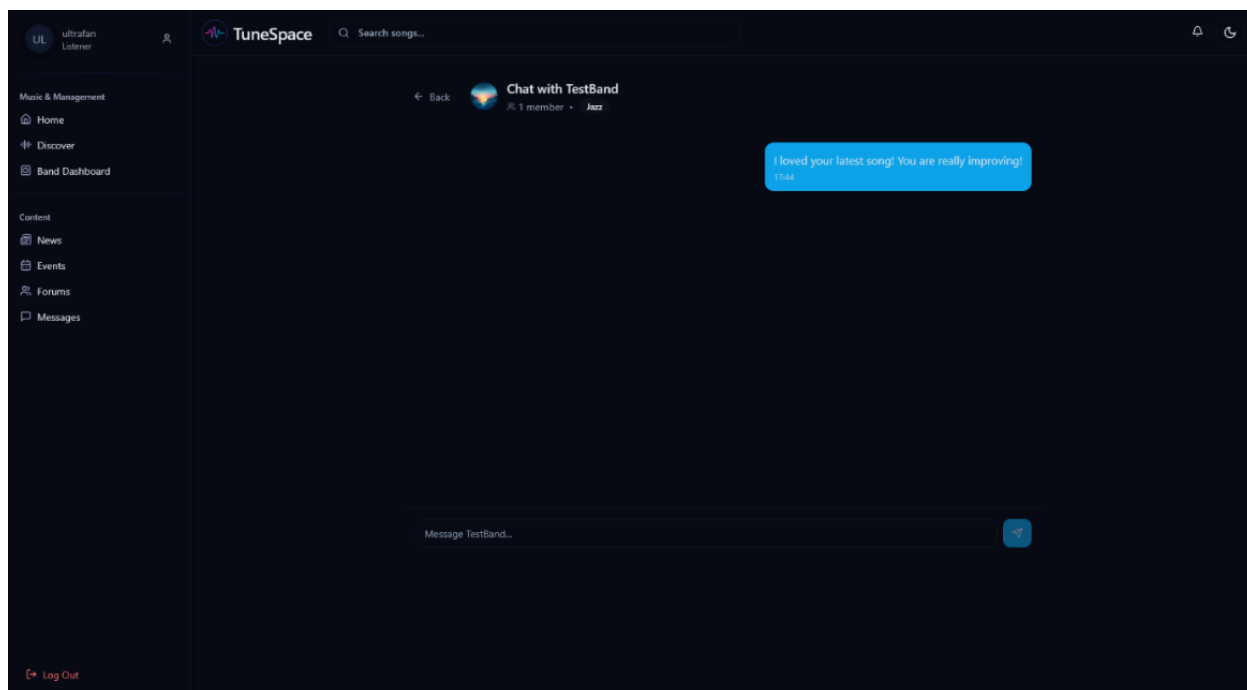 UL
ultrafan
Listener
Music & Management
Home
Discover
Band Dashboard
Content
News
Events
Forums
Messages
Log Out
TuneSpace
Search songs...
Back
Chat with TestBand
1 member • Jazz
I loved your latest song! You are really improving!
17:44
Message TestBand...